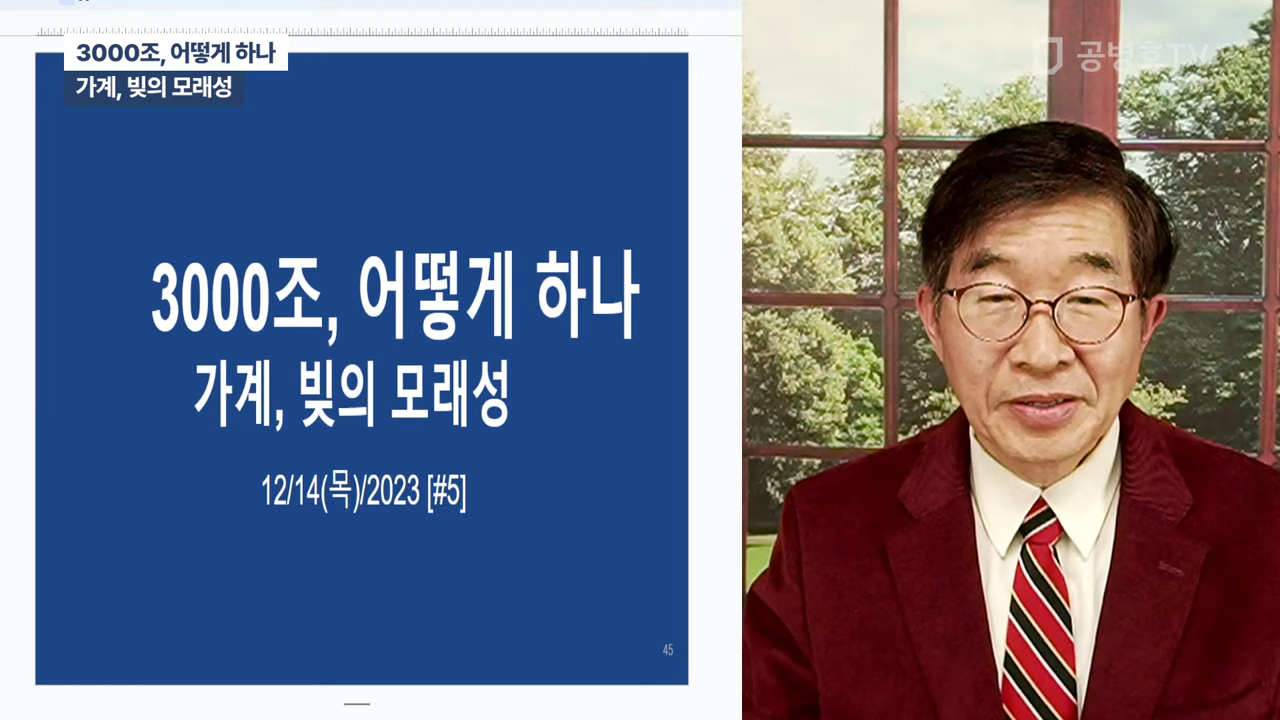 3000조, 어떻게 하나
가계, 빚의 모래성
3000조, 어떻게 하나
가계, 빚의 모래성
12/14(목)/2023 [#5]
45
공병호TV